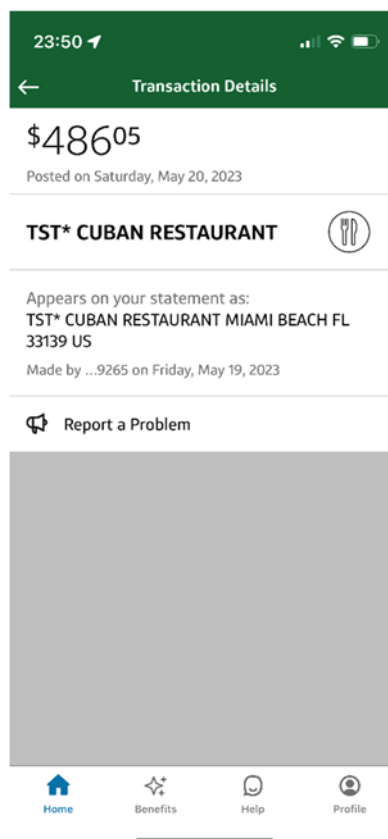 23:50
Transaction Details
$48605
Posted on Saturday, May 20, 2023
TST* CUBAN RESTAURANT
Appears on your statement as:
TST* CUBAN RESTAURANT MIAMI BEACH FL
33139 US
Made by ...9265 on Friday, May 19, 2023
Report a Problem
Home Benefits Help Profile